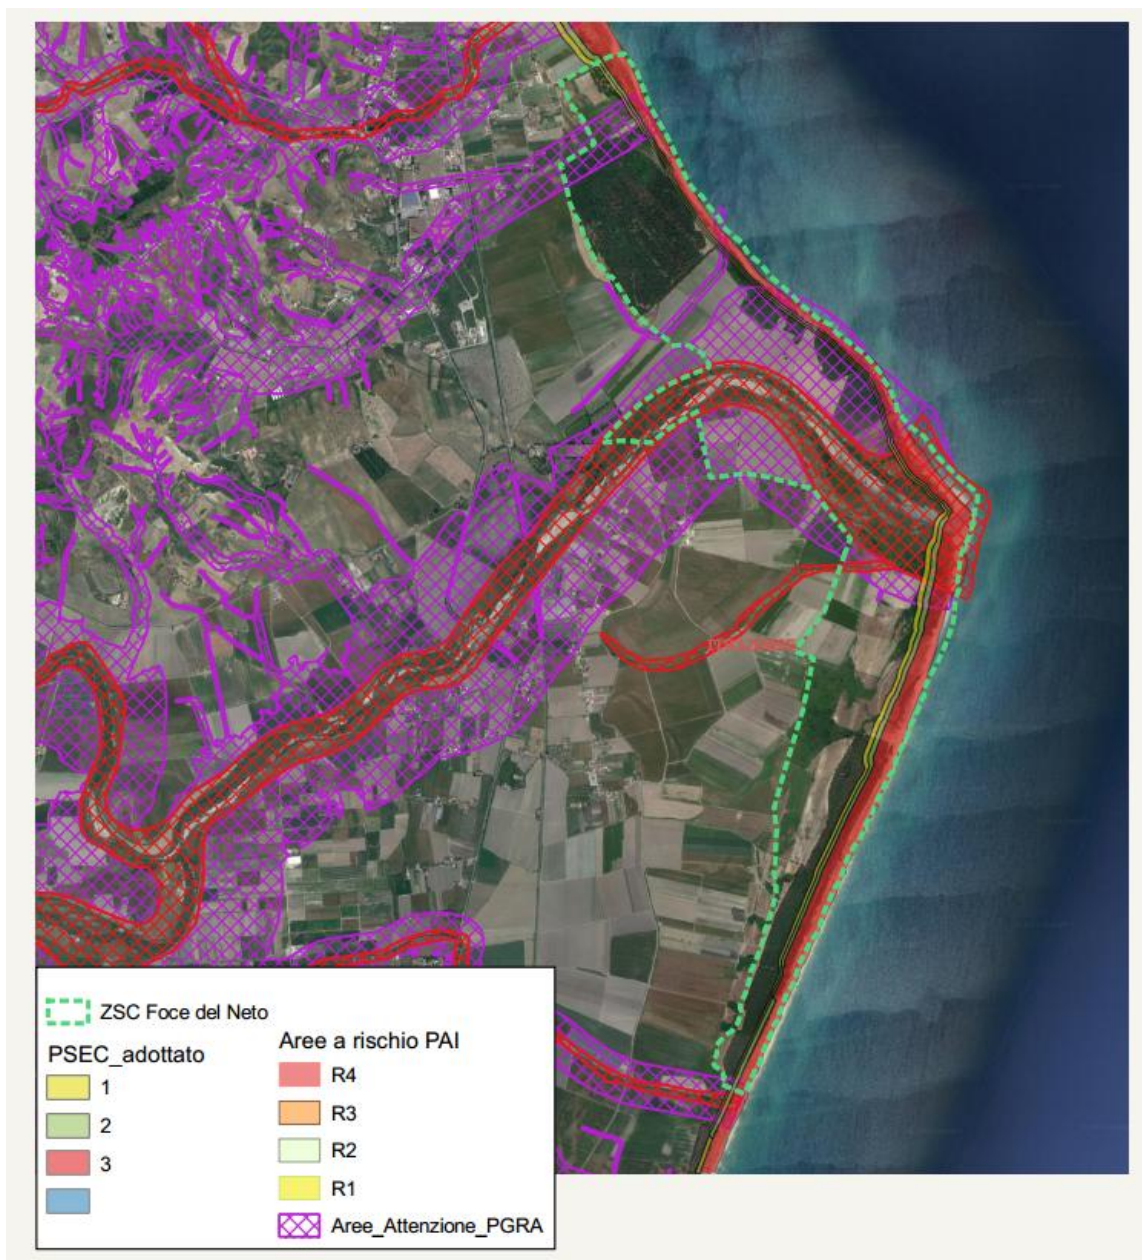 ZSC Foce del Neto
PSEC_adottato
1
2
3
Aree a rischio PAI
R4
R3
R2
R1
Aree_Attenzione_PGRA